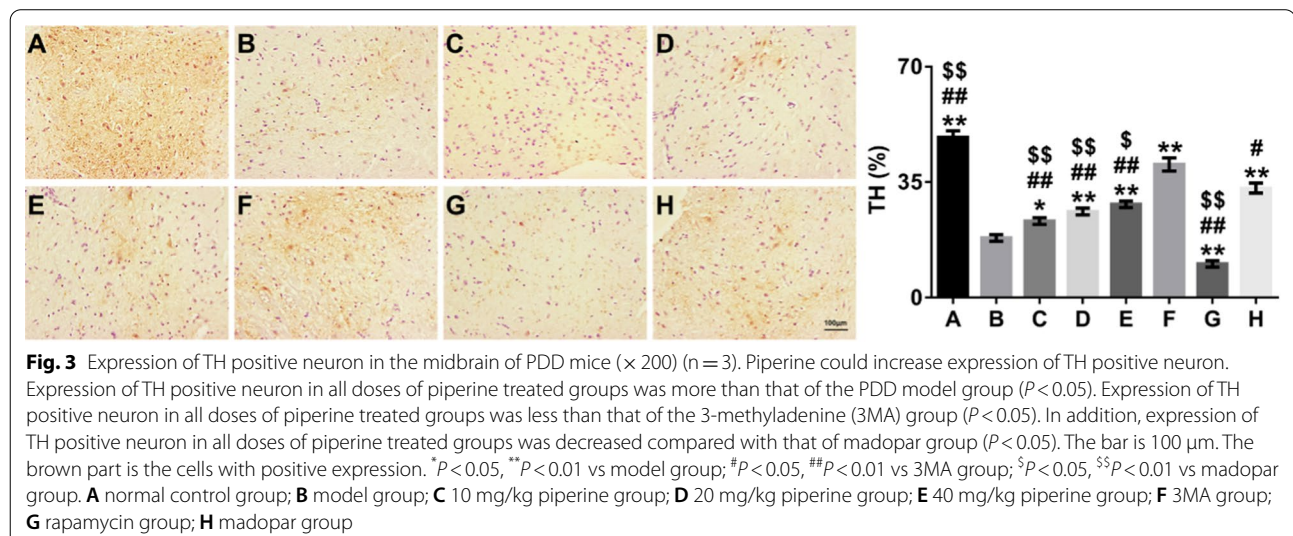 A
B
C
D
E
F
G
H
100µm
70
35
0
TH (%)
$$
##
**
$$
##
*
$$
##
**
$
##
**
**
$$
##
**
#
**
A B C D E F G H
Fig. 3 Expression of TH positive neuron in the midbrain of PDD mice (× 200) (n = 3). Piperine could increase expression of TH positive neuron.
Expression of TH positive neuron in all doses of piperine treated groups was more than that of the PDD model group (P < 0.05). Expression of TH
positive neuron in all doses of piperine treated groups was less than that of the 3-methyladenine (3MA) group (P < 0.05). In addition, expression of
TH positive neuron in all doses of piperine treated groups was decreased compared with that of madopar group (P < 0.05). The bar is 100 μm. The
brown part is the cells with positive expression. *P < 0.05, **P < 0.01 vs model group; #P < 0.05, ##P < 0.01 vs 3MA group; $P < 0.05, $$P < 0.01 vs madopar
group. A normal control group; B model group; C 10 mg/kg piperine group; D 20 mg/kg piperine group; E 40 mg/kg piperine group; F 3MA group;
G rapamycin group; H madopar group